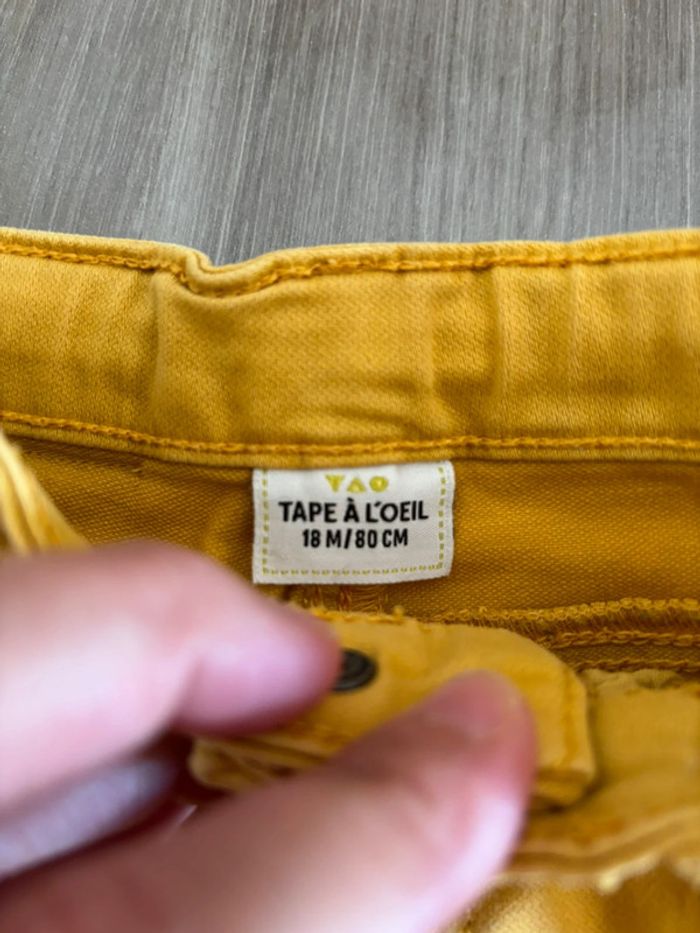 TAO
TAPE À L'OEIL
18 M/80 CM